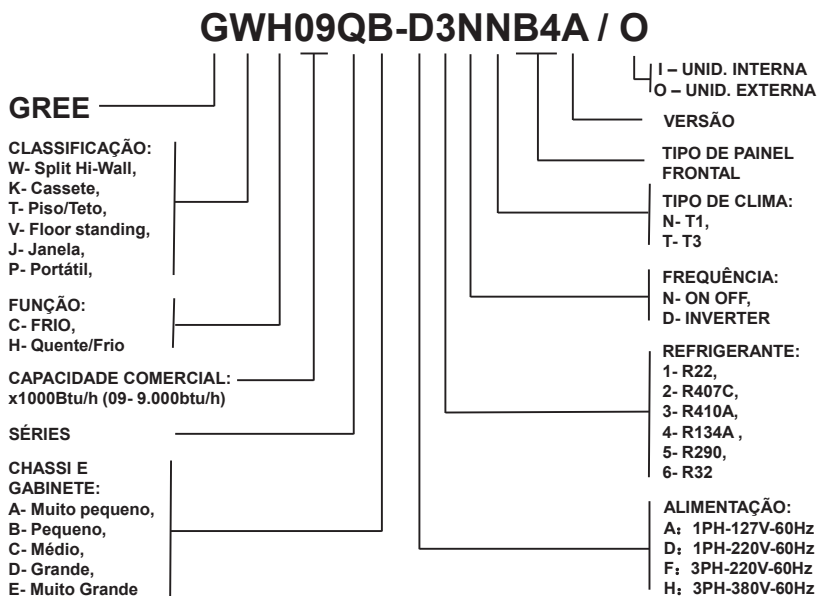 GWH09QB-D3NNB4A / O
GREE
CLASSIFICAÇÃO:
W- Split Hi-Wall,
K- Cassete,
T- Piso/Teto,
V- Floor standing,
J- Janela,
P- Portátil,
FUNÇÃO:
C- FRIO,
H- Quente/Frio
CAPACIDADE COMERCIAL:
x1000Btu/h (09- 9.000btu/h)
SÉRIES
CHASSI E
GABINETE:
A- Muito pequeno,
B- Pequeno,
C- Médio,
D- Grande,
E- Muito Grande
I – UNID. INTERNA
O – UNID. EXTERNA
VERSÃO
TIPO DE PAINEL
FRONTAL
TIPO DE CLIMA:
N- T1,
T- T3
FREQUÊNCIA:
N- ON OFF,
D- INVERTER
REFRIGERANTE:
1- R22,
2- R407C,
3- R410A,
4- R134A ,
5- R290,
6- R32
ALIMENTAÇÃO:
A：1PH-127V-60Hz
D：1PH-220V-60Hz
F：3PH-220V-60Hz
H：3PH-380V-60Hz